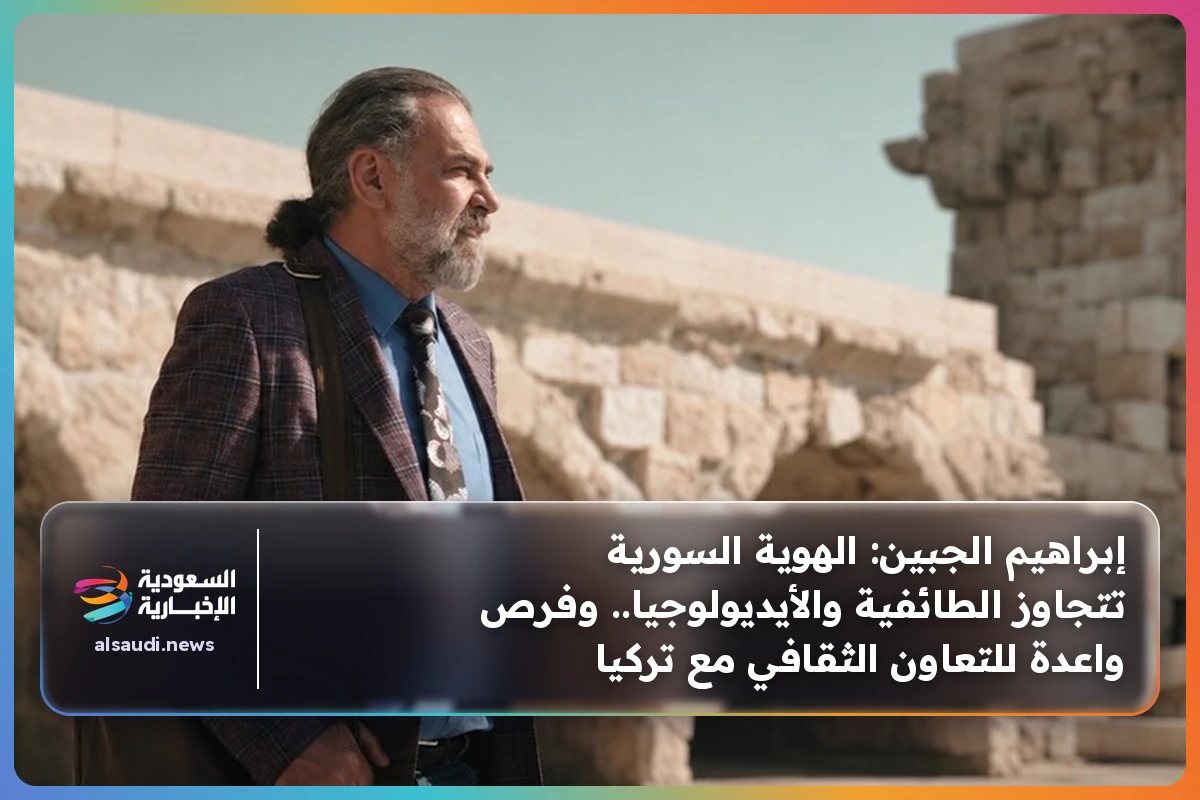 إبراهيم الجبين: الهوية السورية
تتجاوز الطائفية والأيديولوجيا.. وفرص
واعدة للتعاون الثقافي مع تركيا
السعودية
الإخبارية
alsaudi.news